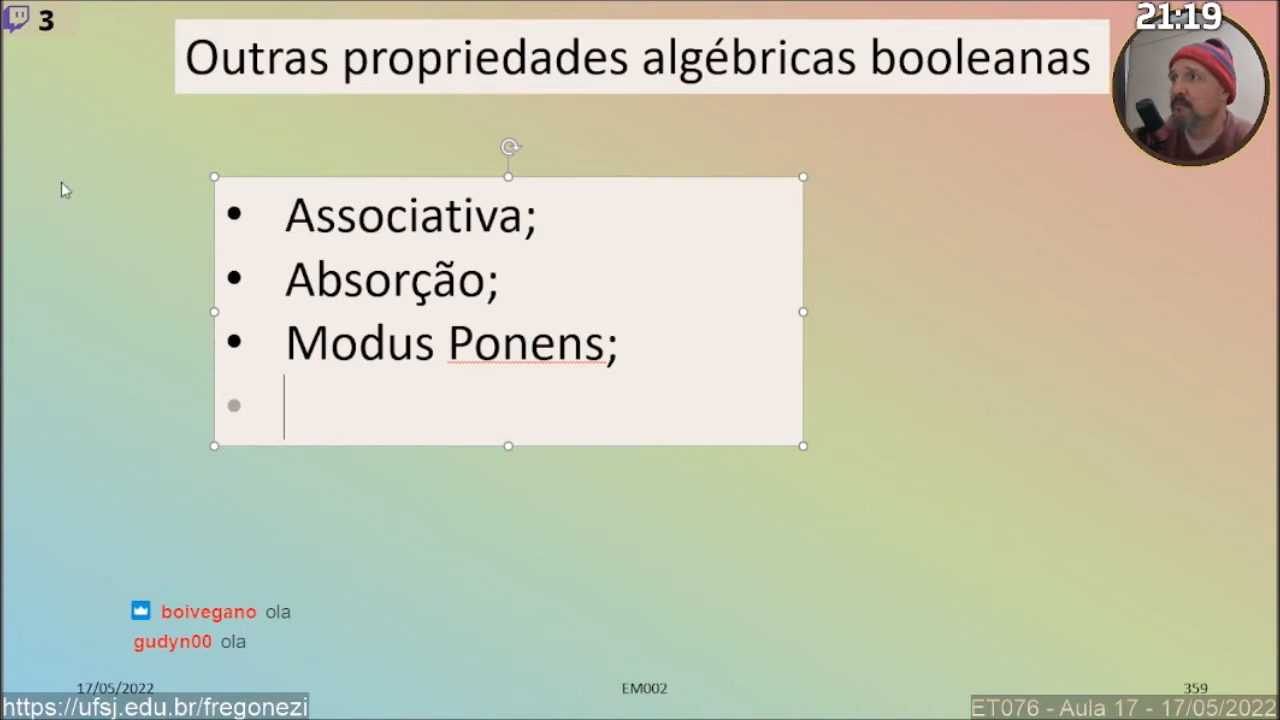 3
21:19
Outras propriedades algébricas booleanas
• Associativa;
• Absorção;
• Modus Ponens;
boivegano ola
gudyn00 ola
17/05/2022
EM002
359
https://ufsj.edu.br/fregonezi
ET076 - Aula 17 - 17/05/2022